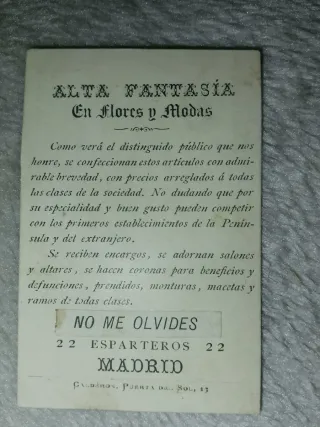 ALTA FANTASÍA
En Flores y Modas
Como verá el distinguido público que nos
honre, se confeccionan estos artículos con admi-
rable brevedad, con precios arreglados á todas
las clases de la sociedad. No dudando que por
su especialidad y buen gusto pueden competir
con los primeros establecimientos de la Penín-
sula y del extranjero.
Se reciben encargos, se adornan salones
y altares, se hacen coronas para beneficios y
defunciones, prendidos, monturas, macetas y
ramos de todas clases.
NO ME OLVIDES
22 ESPARTEROS 22
MADRID
PUERTA DEL SOL, 13